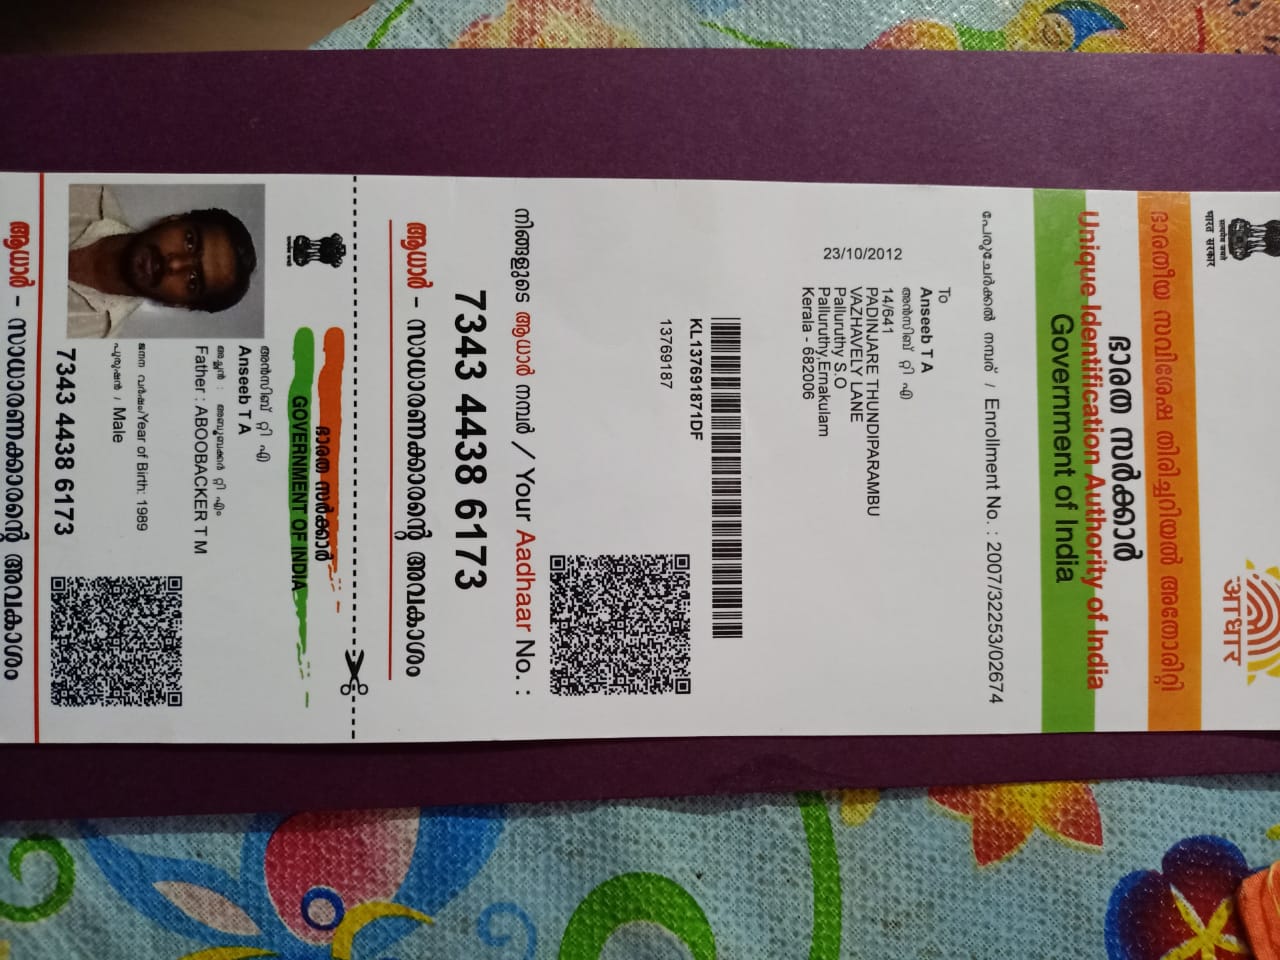 भारत सरकार
आधार
ഭാരതീയ സവിശേഷ തിരിച്ചറിയൽ അതോറിറ്റി
ഭാരത സർക്കാർ
Unique Identification Authority of India
Government of India
പേരുചേർക്കൽ നമ്പര് / Enrollment No. : 2007/32253/02674
To
Anseeb T A
അൻസീബ് റ്റി എ
14/641
PADINJARE THUNDIPARAMBU
VAZHAVELY LANE
Palluruthy S.O
Palluruthy,Ernakulam
Kerala - 682006
23/10/2012
KL137691871DF
13769187
നിങ്ങളുടെ ആധാർ നമ്പർ / Your Aadhaar No. :
7343 4438 6173
ആധാർ – സാധാരണക്കാരന്റെ അവകാശം
ഭാരത സർക്കാർ
GOVERNMENT OF INDIA
അൻസീബ് റ്റി എ
Anseeb T A
അച്ഛൻ : അബൂബക്കർ റ്റി എം
Father : ABOOBACKER T M
ജനന വർഷം/Year of Birth: 1989
പുരുഷൻ / Male
7343 4438 6173
ആധാർ – സാധാരണക്കാരന്റെ അവകാശം